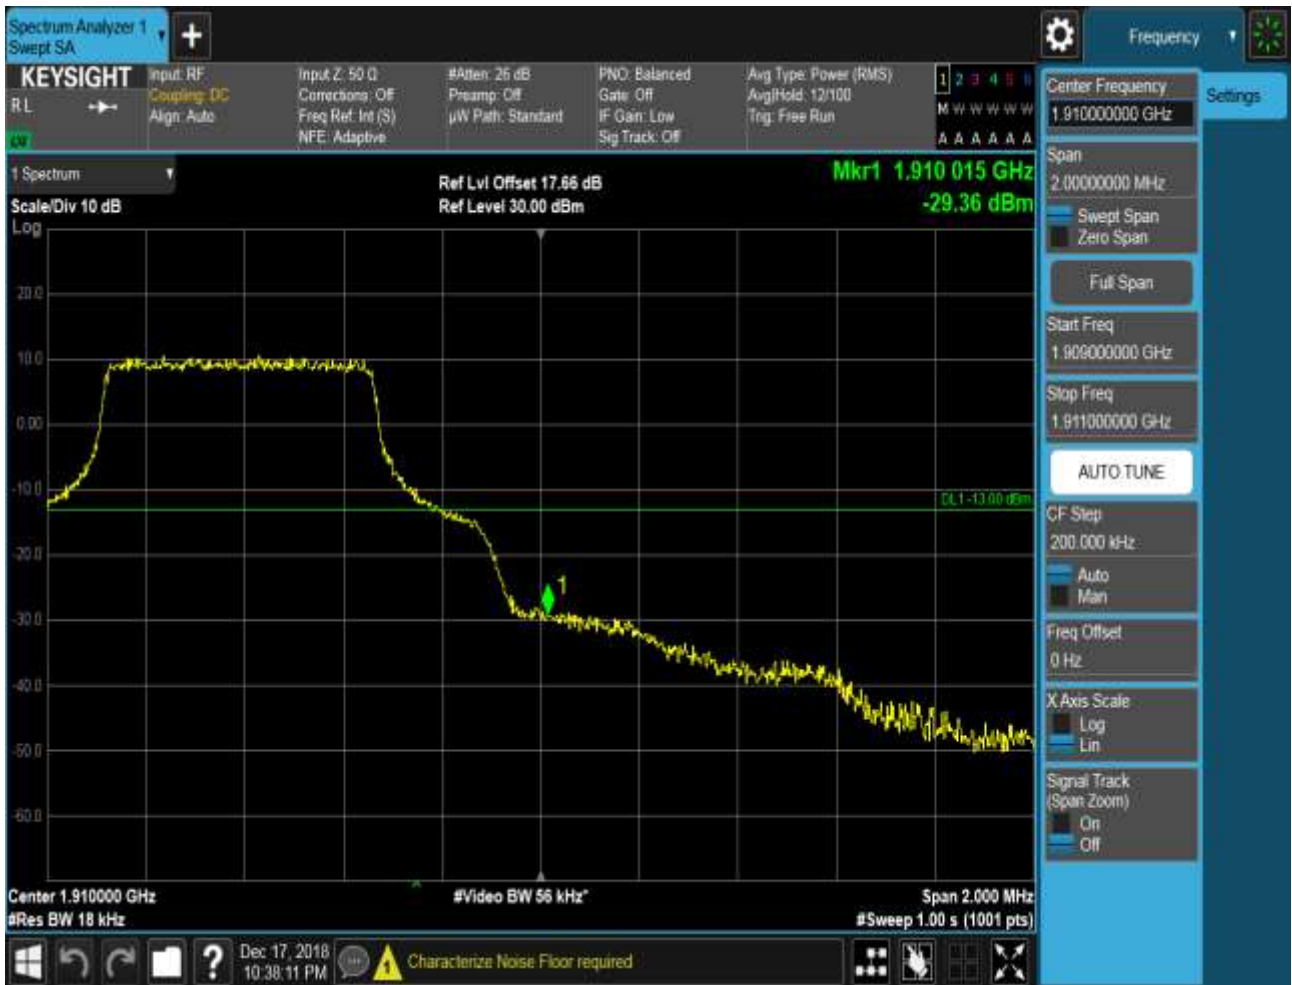 Spectrum Analyzer 1
Swept SA
+
Frequency
KEYSIGHT
RL
Input: RF
Coupling: DC
Align: Auto
Input Z: 50 Ω
Corrections: Off
Freq Ref: Int (S)
NFE: Adaptive
#Atten: 26 dB
Preamp: Off
µW Path: Standard
PNO: Balanced
Gate: Off
IF Gain: Low
Sig Track: Off
Avg Type: Power (RMS)
Avg|Hold: 12/100
Trig: Free Run
1 2 3 4 5 6
M W W W W W
A A A A A A
1 Spectrum
Scale/Div 10 dB
Log
Ref Lvl Offset 17.66 dB
Ref Level 30.00 dBm
Mkr1 1.910 015 GHz
-29.36 dBm
20.0
10.0
0.00
-10.0
-20.0
-30.0
-40.0
-50.0
-60.0
DL1 -13.00 dBm
1
Center 1.910000 GHz
#Res BW 18 kHz
#Video BW 56 kHz*
Span 2.000 MHz
#Sweep 1.00 s (1001 pts)
Center Frequency
1.910000000 GHz
Settings
Span
2.00000000 MHz
Swept Span
Zero Span
Full Span
Start Freq
1.909000000 GHz
Stop Freq
1.911000000 GHz
AUTO TUNE
CF Step
200.000 kHz
Auto
Man
Freq Offset
0 Hz
X Axis Scale
Log
Lin
Signal Track
(Span Zoom)
On
Off
?
Dec 17, 2018
10:38:11 PM
1
Characterize Noise Floor required